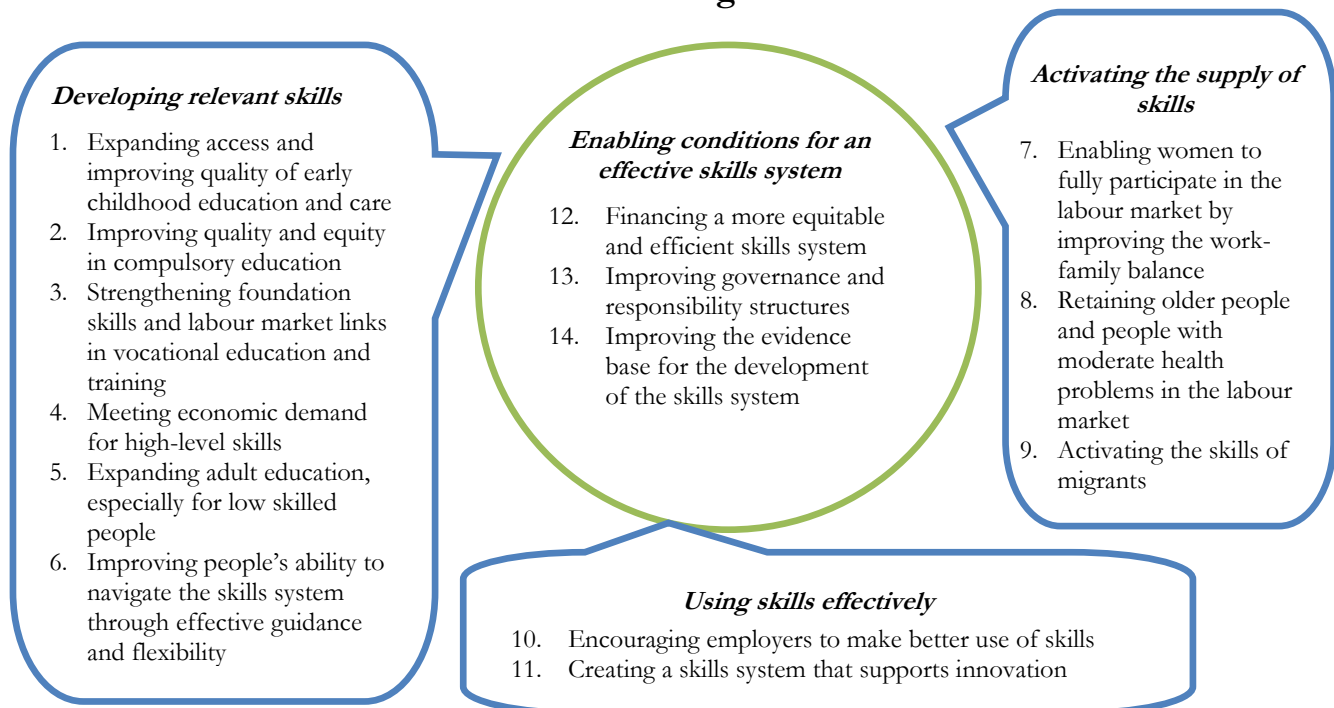 Developing relevant skills
1. Expanding access and
improving quality of early
childhood education and care
2. Improving quality and equity
in compulsory education
3. Strengthening foundation
skills and labour market links
in vocational education and
training
4. Meeting economic demand
for high-level skills
5. Expanding adult education,
especially for low skilled
people
6. Improving people’s ability to
navigate the skills system
through effective guidance
and flexibility
Enabling conditions for an
effective skills system
12. Financing a more equitable
and efficient skills system
13. Improving governance and
responsibility structures
14. Improving the evidence
base for the development
of the skills system
Activating the supply of
skills
7. Enabling women to
fully participate in the
labour market by
improving the work-
family balance
8. Retaining older people
and people with
moderate health
problems in the labour
market
9. Activating the skills of
migrants
Using skills effectively
10. Encouraging employers to make better use of skills
11. Creating a skills system that supports innovation